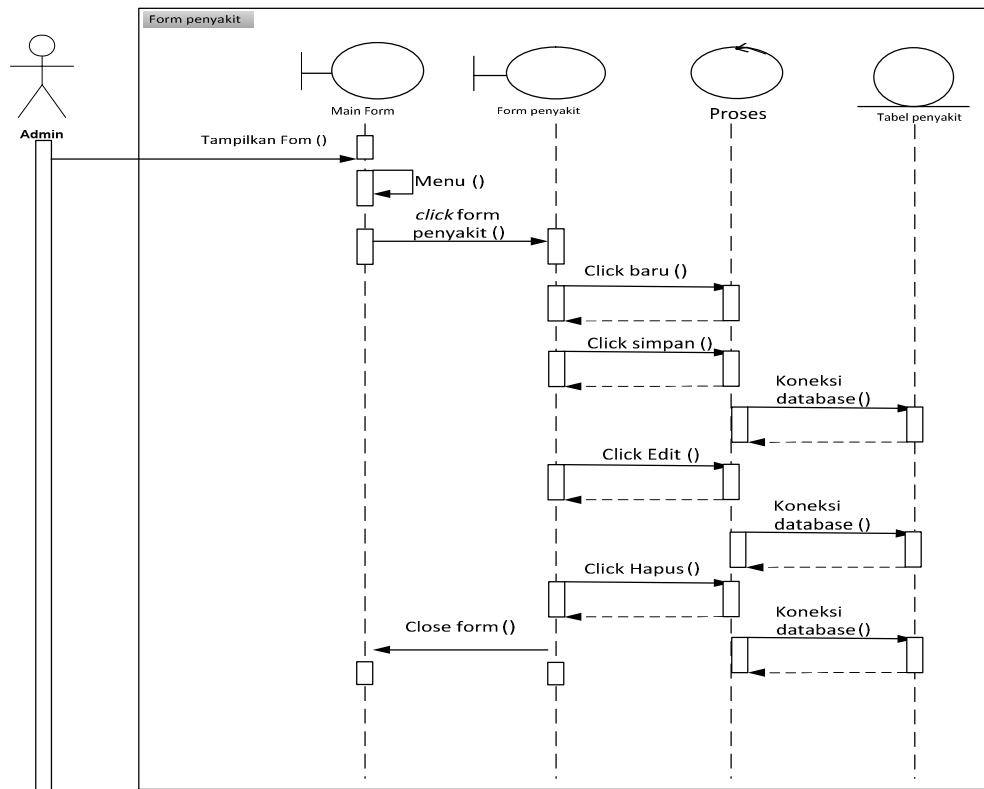 Form penyakit
Main Form
Form penyakit
Proses
Tabel penyakit
Admin
Tampilkan Fom ()
Menu ()
click form
penyakit ()
Click baru ()
Click simpan ()
Koneksi
database ()
Click Edit ()
Koneksi
database ()
Click Hapus ()
Koneksi
database ()
Close form ()